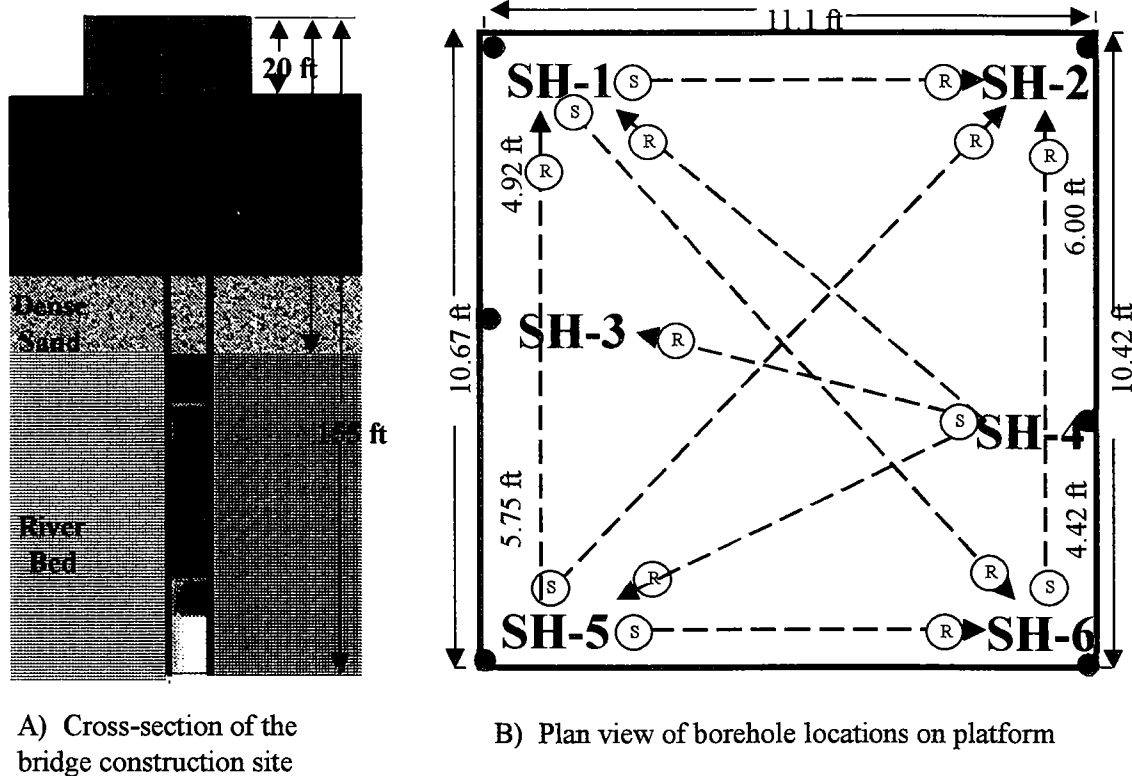 20 ft
Dense
Sand
River
Bed
A) Cross-section of the
bridge construction site
11.1 ft
SH-1
S
R
SH-2
S
R
R
R
R
4.92 ft
6.00 ft
10.67 ft
SH-3
R
10.42 ft
S
SH-4
5.75 ft
4.42 ft
S
R
R
S
SH-5
S
R
SH-6
B) Plan view of borehole locations on platform